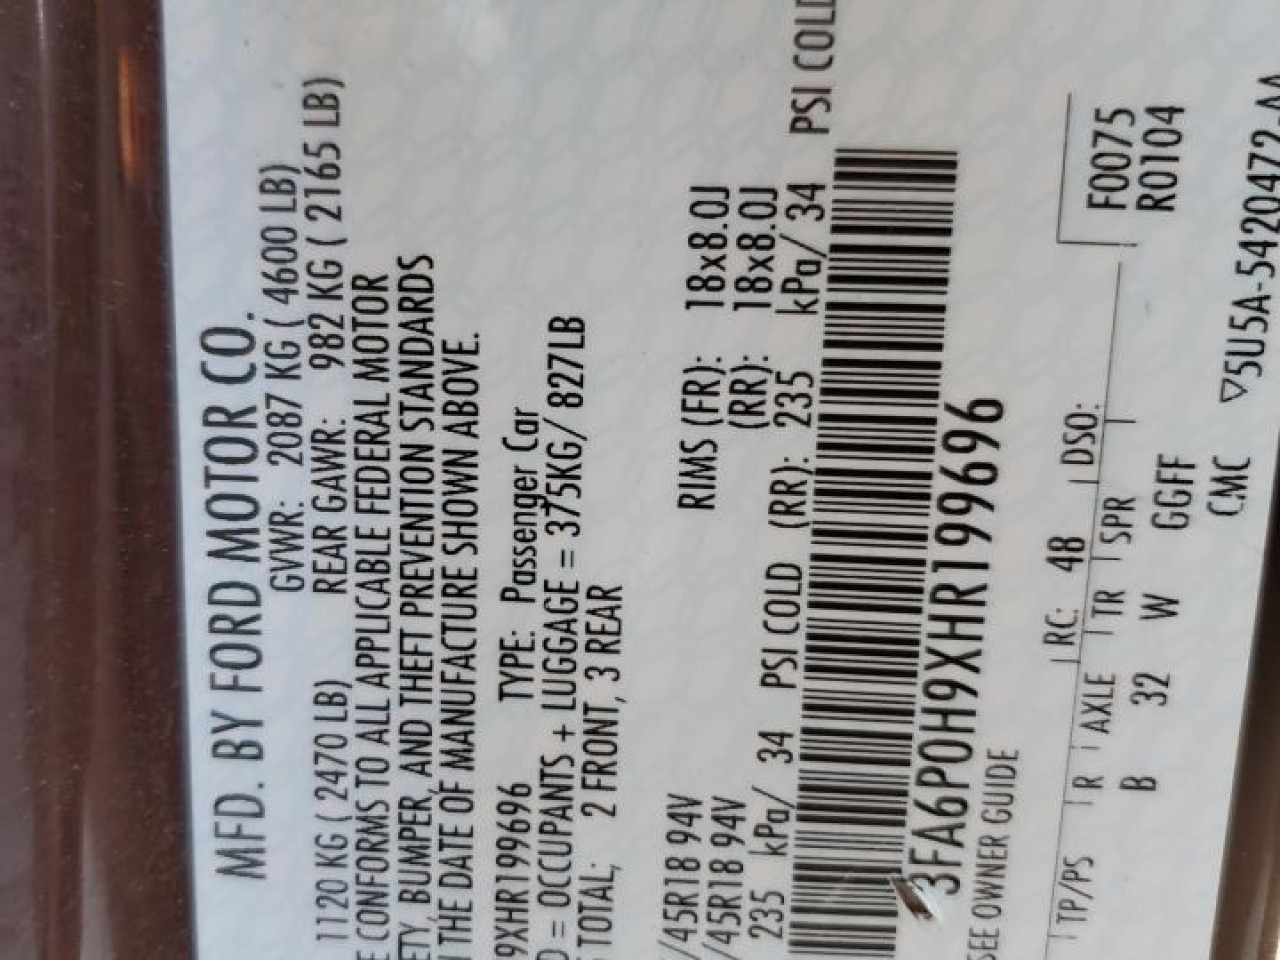 MFD. BY FORD MOTOR CO.
GVWR: 2087 KG ( 4600 LB)
1120 KG ( 2470 LB) REAR GAWR: 982 KG ( 2165 LB)
E CONFORMS TO ALL APPLICABLE FEDERAL MOTOR
ETY, BUMPER, AND THEFT PREVENTION STANDARDS
THE DATE OF MANUFACTURE SHOWN ABOVE.
9XHR199696 TYPE: Passenger Car
= OCCUPANTS + LUGGAGE = 375KG/ 827LB
TOTAL; 2 FRONT, 3 REAR
/45R18 94V RIMS (FR): 18x8.0J
/45R18 94V (RR): 18x8.0J
235 kPa/ 34 PSI COLD (RR): 235 kPa/ 34 PSI COLD
3FA6P0H9XHR199696
SEE OWNER GUIDE
RC: 48 DSO:
TP/PS R AXLE TR SPR F0075
B 32 W GGFF R0104
CMC
▽5U5A-5420472-AA